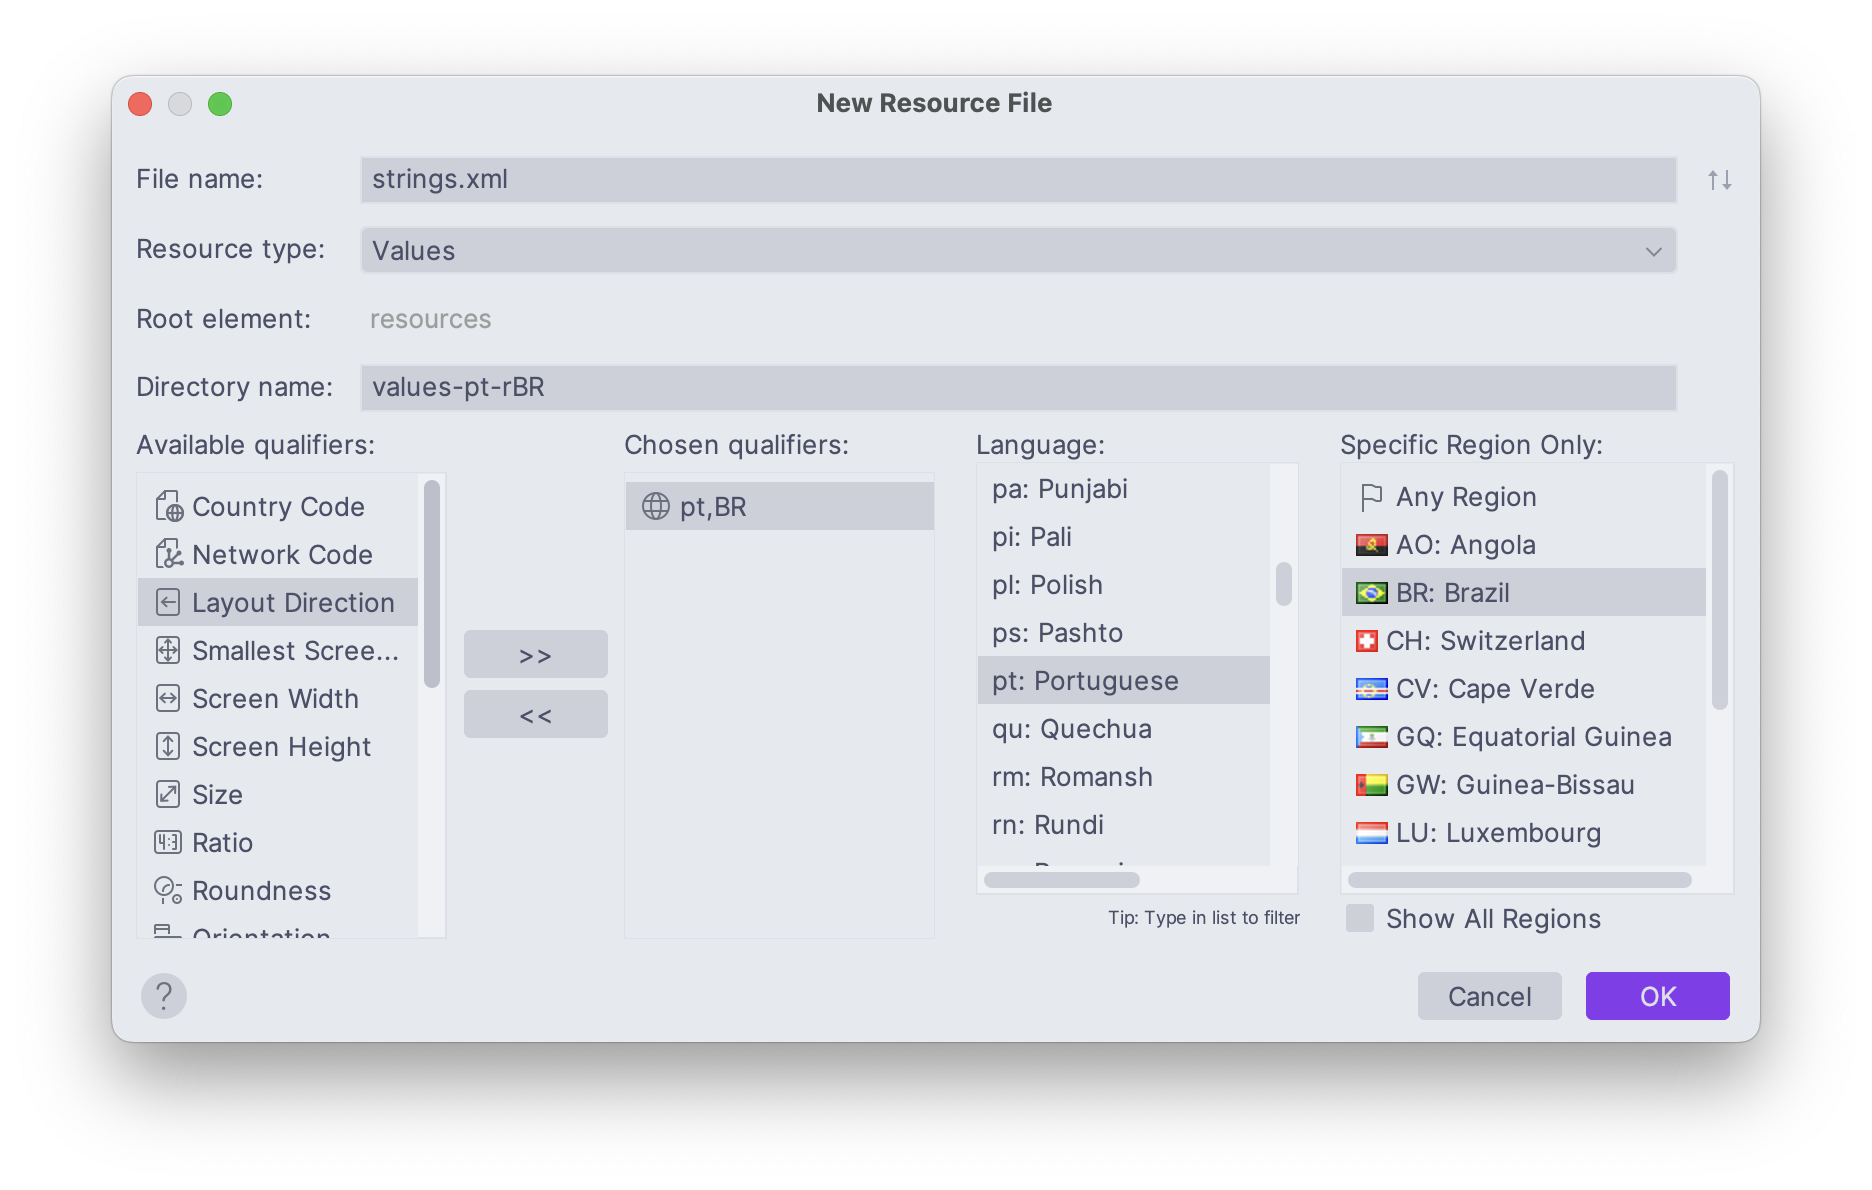 New Resource File
File name:
strings.xml
Resource type:
Values
Root element:
resources
Directory name:
values-pt-rBR
Available qualifiers:
Country Code
Network Code
Layout Direction
Smallest Scree...
Screen Width
Screen Height
Size
Ratio
Roundness
Orientation
>>
<<
Chosen qualifiers:
pt,BR
Language:
pa: Punjabi
pi: Pali
pl: Polish
ps: Pashto
pt: Portuguese
qu: Quechua
rm: Romansh
rn: Rundi
Tip: Type in list to filter
Specific Region Only:
Any Region
AO: Angola
BR: Brazil
CH: Switzerland
CV: Cape Verde
GQ: Equatorial Guinea
GW: Guinea-Bissau
LU: Luxembourg
Show All Regions
?
Cancel
OK